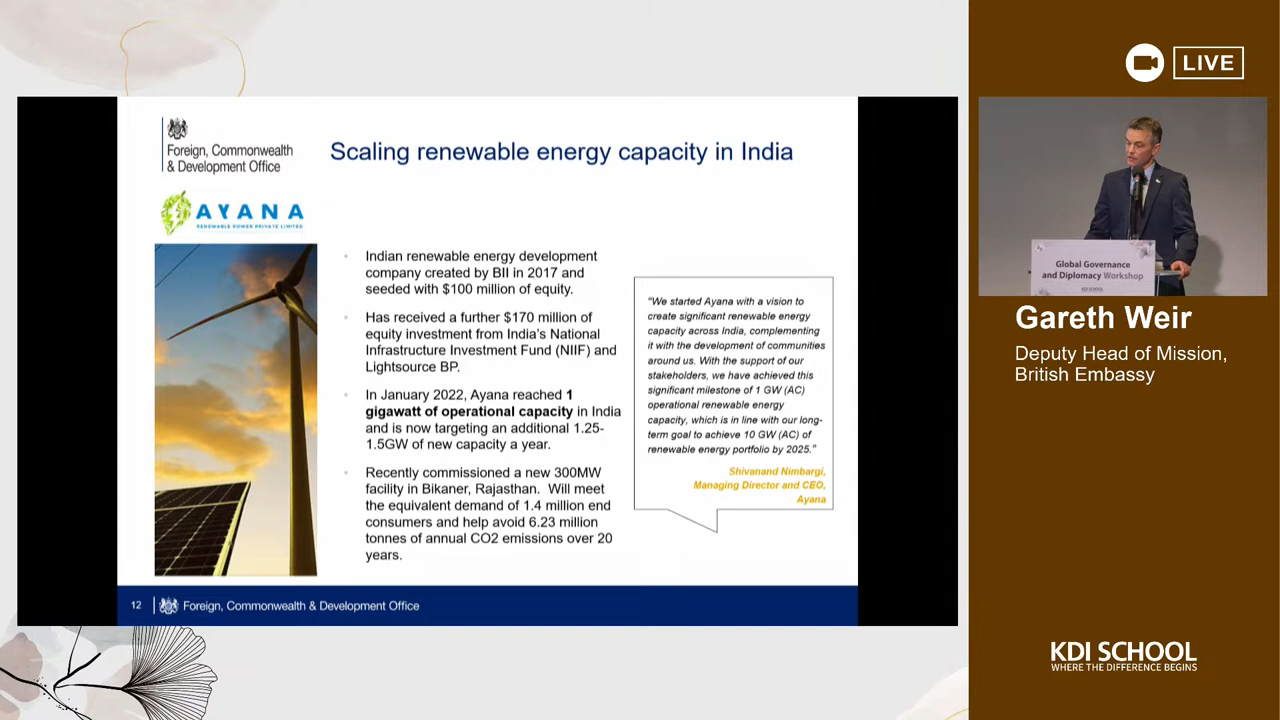 Foreign, Commonwealth
& Development Office
Scaling renewable energy capacity in India
AYANA
RENEWABLE POWER PRIVATE LIMITED
Indian renewable energy development
company created by BII in 2017 and
seeded with $100 million of equity.
Has received a further $170 million of
equity investment from India's National
Infrastructure Investment Fund (NIIF) and
Lightsource BP.
In January 2022, Ayana reached 1
gigawatt of operational capacity in India
and is now targeting an additional 1.25-
1.5GW of new capacity a year.
Recently commissioned a new 300MW
facility in Bikaner, Rajasthan. Will meet
the equivalent demand of 1.4 million end
consumers and help avoid 6.23 million
tonnes of annual CO2 emissions over 20
years.
"We started Ayana with a vision to
create significant renewable energy
capacity across India, complementing
it with the development of communities
around us. With the support of our
stakeholders, we have achieved this
significant milestone of 1 GW (AC)
operational renewable energy
capacity, which is in line with our long-
term goal to achieve 10 GW (AC) of
renewable energy portfolio by 2025."
Shivanand Nimbargi,
Managing Director and CEO,
Ayana
12
Foreign, Commonwealth & Development Office
LIVE
Global Governance
and Diplomacy Workshop
KDI SCHOOL
Gareth Weir
Deputy Head of Mission,
British Embassy
KDI SCHOOL
WHERE THE DIFFERENCE BEGINS